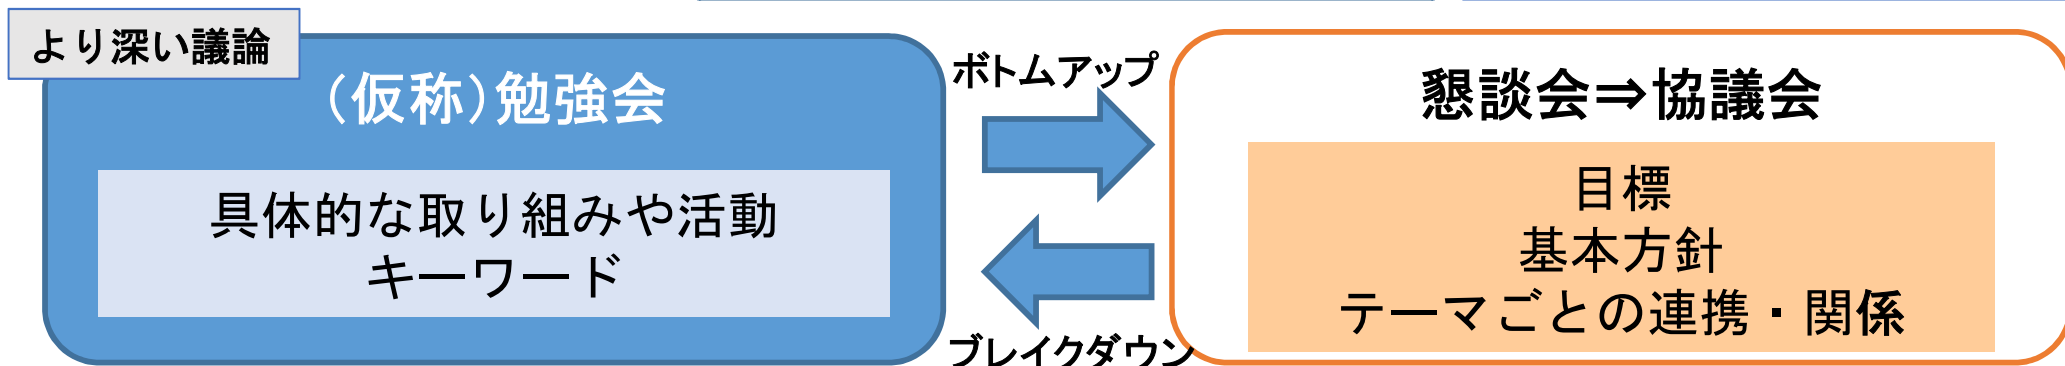 より深い議論
（仮称）勉強会
具体的な取り組みや活動
キーワード
ボトムアップ
ブレイクダウン
懇談会⇒協議会
目標
基本方針
テーマごとの連携・関係